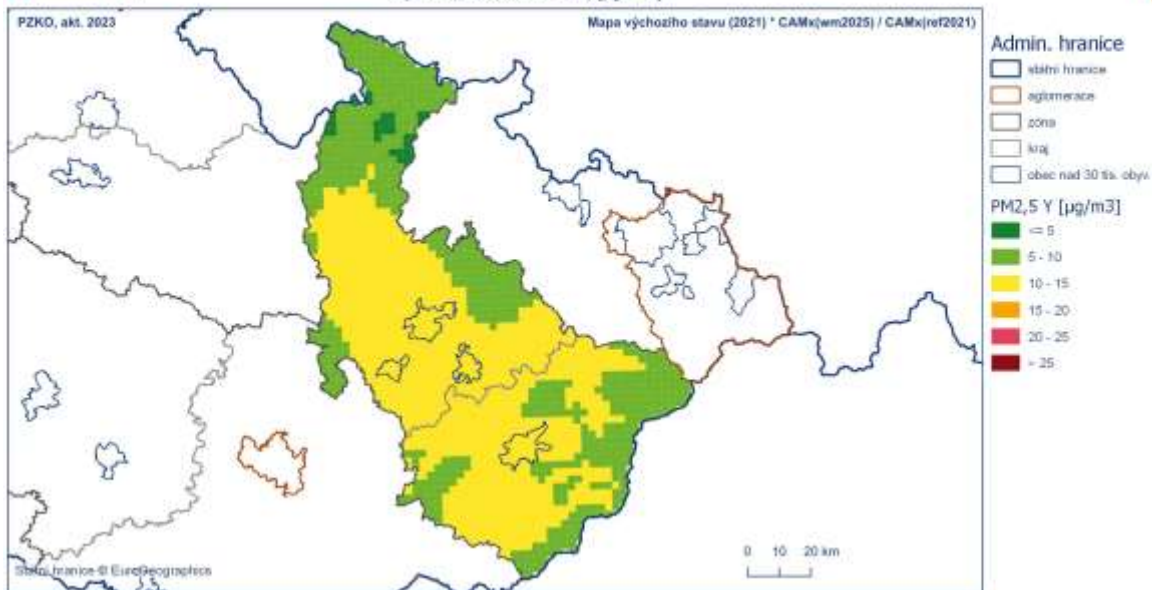 PZKO, akt. 2023
Mapa výchozího stavu (2021) * CAMx(wm2025) / CAMx(ref2021)
Admin. hranice
státní hranice
aglomerace
zóna
kraj
obec nad 30 tis. obyv.
PM2,5 Y [µg/m3]
<= 5
5 - 10
10 - 15
15 - 20
20 - 25
> 25
0 10 20 km
Státní hranice © EuroGeographics